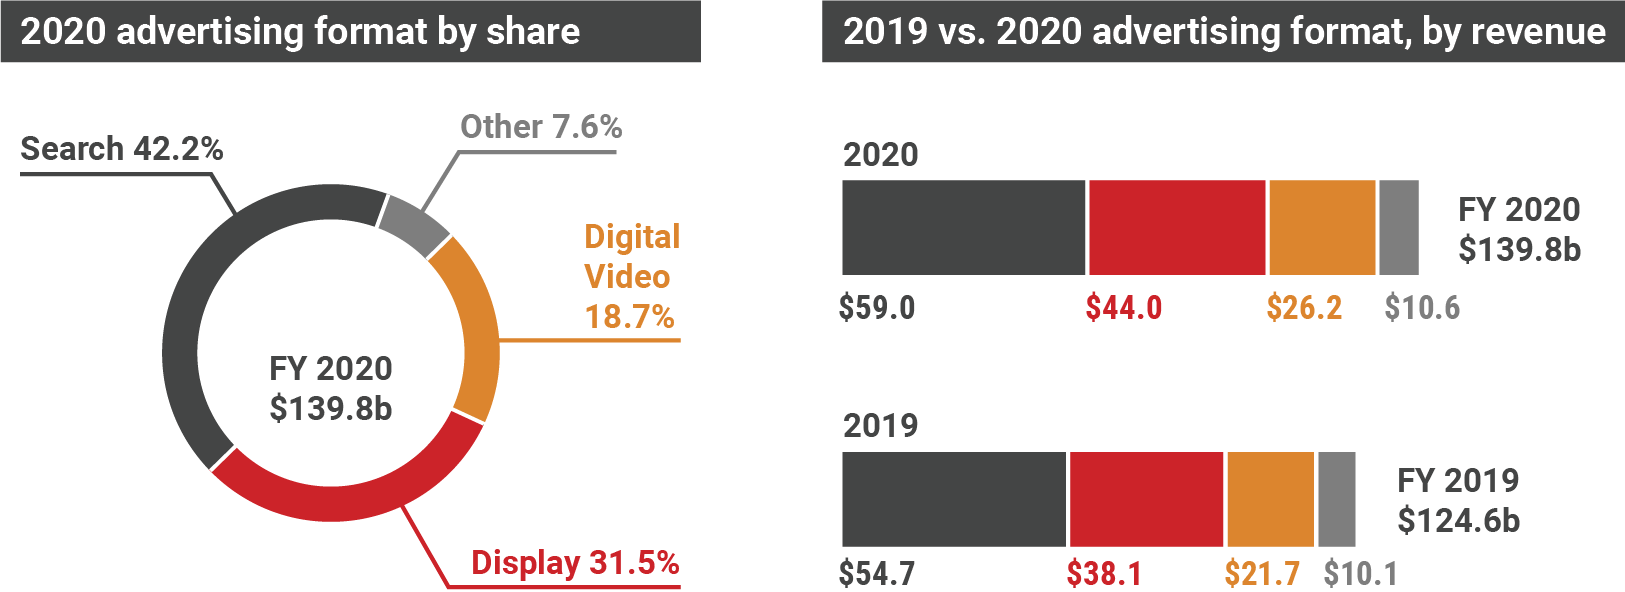 2020 advertising format by share
Search 42.2%
Other 7.6%
Digital
Video
18.7%
FY 2020
$139.8b
Display 31.5%
2019 vs. 2020 advertising format, by revenue
2020
FY 2020
$139.8b
$59.0
$44.0
$26.2
$10.6
2019
FY 2019
$124.6b
$54.7
$38.1
$21.7
$10.1